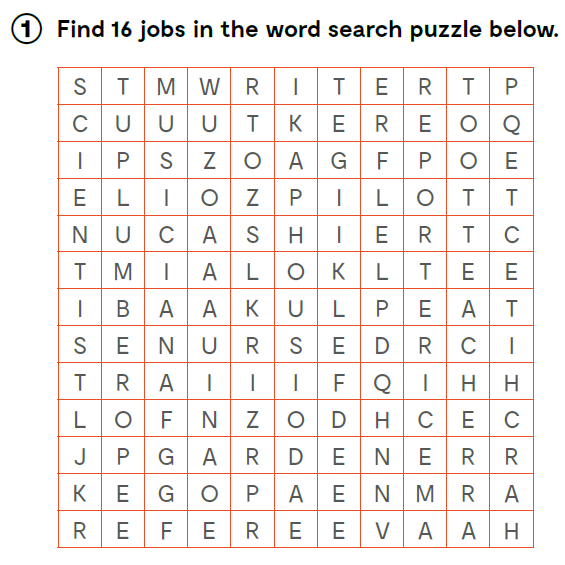 1 Find 16 jobs in the word search puzzle below.
S T M W R I T E R T P
C U U U T K E R E O Q
I P S Z O A G F P O E
E L I O Z P I L O T T
N U C A S H I E R T C
T M I A L O K L T E E
I B A A K U L P E A T
S E N U R S E D R C I
T R A I I I F Q I H H
L O F N Z O D H C E C
J P G A R D E N E R R
K E G O P A E N M R A
R E F E R E E V A A H